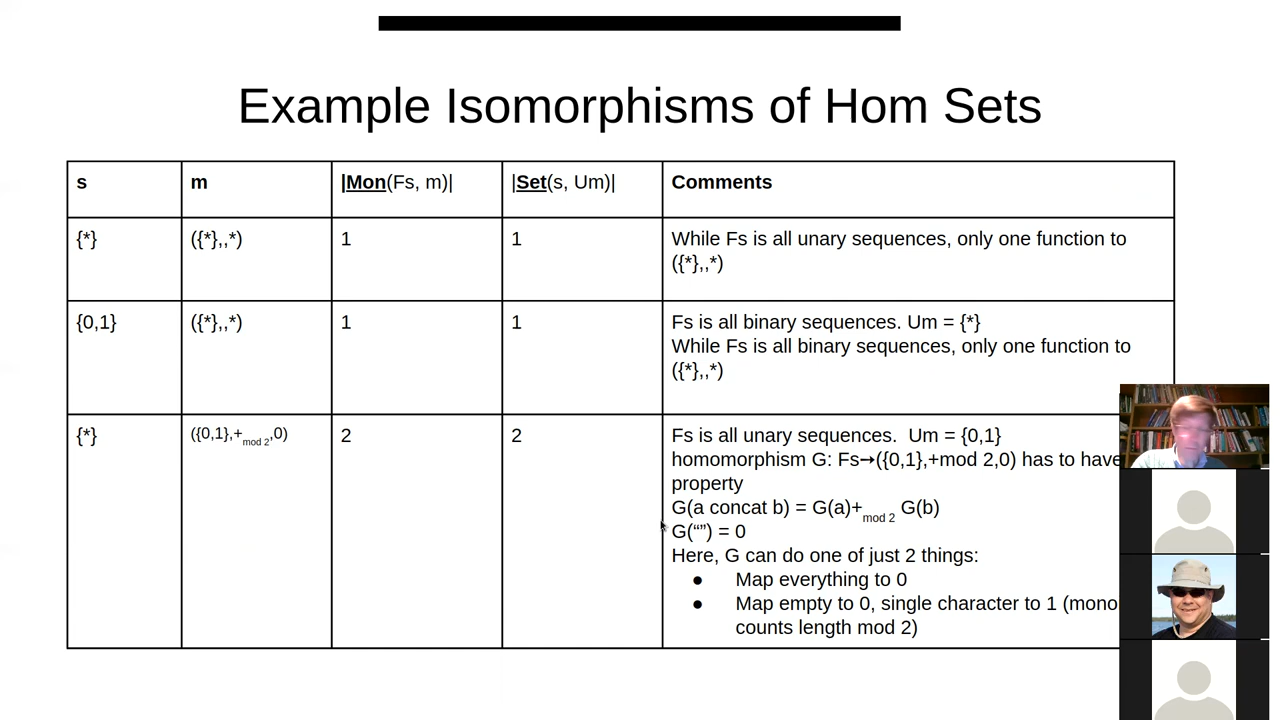 Example Isomorphisms of Hom Sets
s m |Mon(Fs, m)| |Set(s, Um)| Comments
{*} ({*},,*) 1 1 While Fs is all unary sequences, only one function to
({*},,*)
{0,1} ({*},,*) 1 1 Fs is all binary sequences. Um = {*}
While Fs is all binary sequences, only one function to
({*},,*)
{*} ({0,1},+mod 2,0) 2 2 Fs is all unary sequences. Um = {0,1}
homomorphism G: Fs→({0,1},+mod 2,0) has to have
property
G(a concat b) = G(a)+mod 2 G(b)
G(“”) = 0
Here, G can do one of just 2 things:
● Map everything to 0
● Map empty to 0, single character to 1 (mono
counts length mod 2)